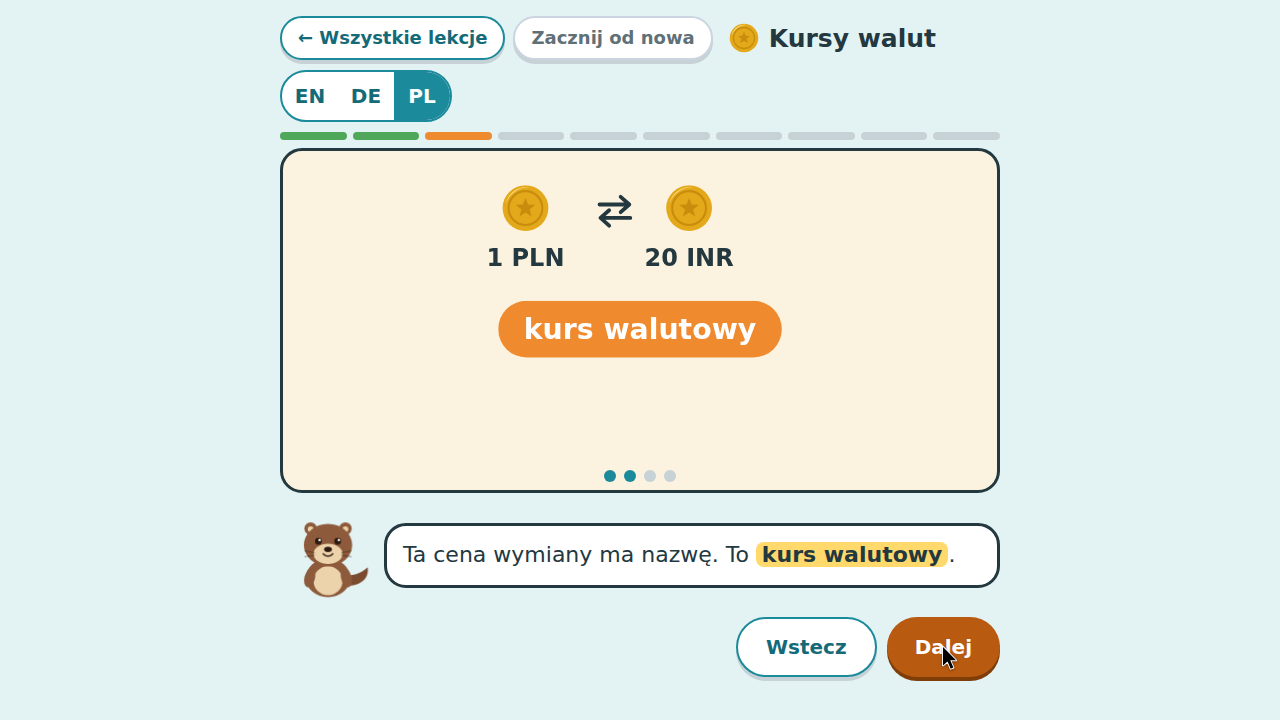 ← Wszystkie lekcje
Zacznij od nowa
Kursy walut
EN DE PL
1 PLN
20 INR
kurs walutowy
Ta cena wymiany ma nazwę. To kurs walutowy.
Wstecz
Dalej